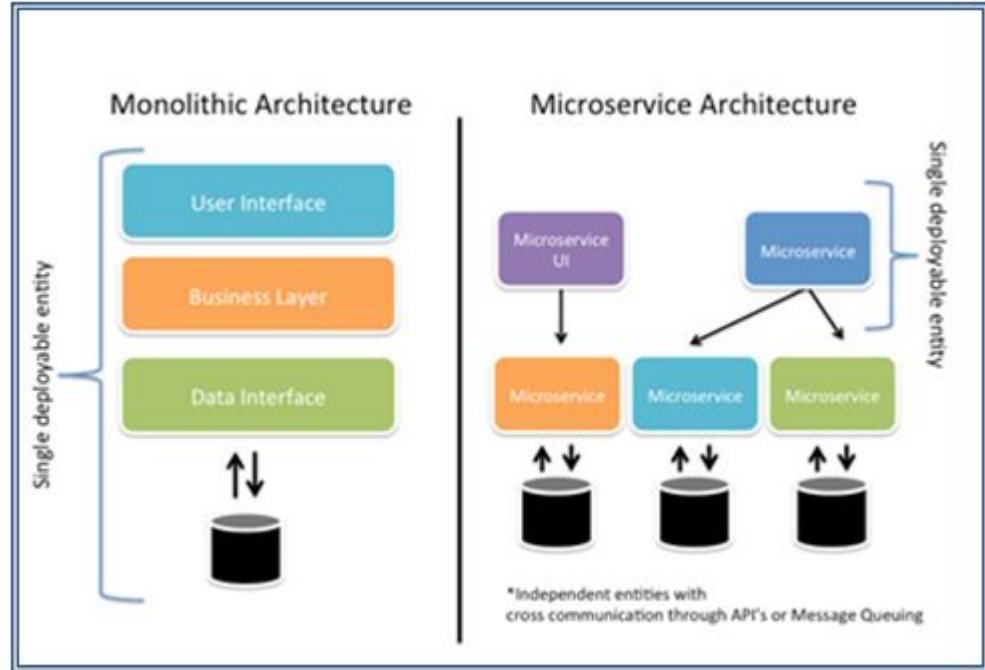 Monolithic Architecture
Single deployable entity
User Interface
Business Layer
Data Interface
Microservice Architecture
Single deployable entity
Microservice
UI
Microservice
Microservice
Microservice
Microservice
*Independent entities with
cross communication through API's or Message Queuing